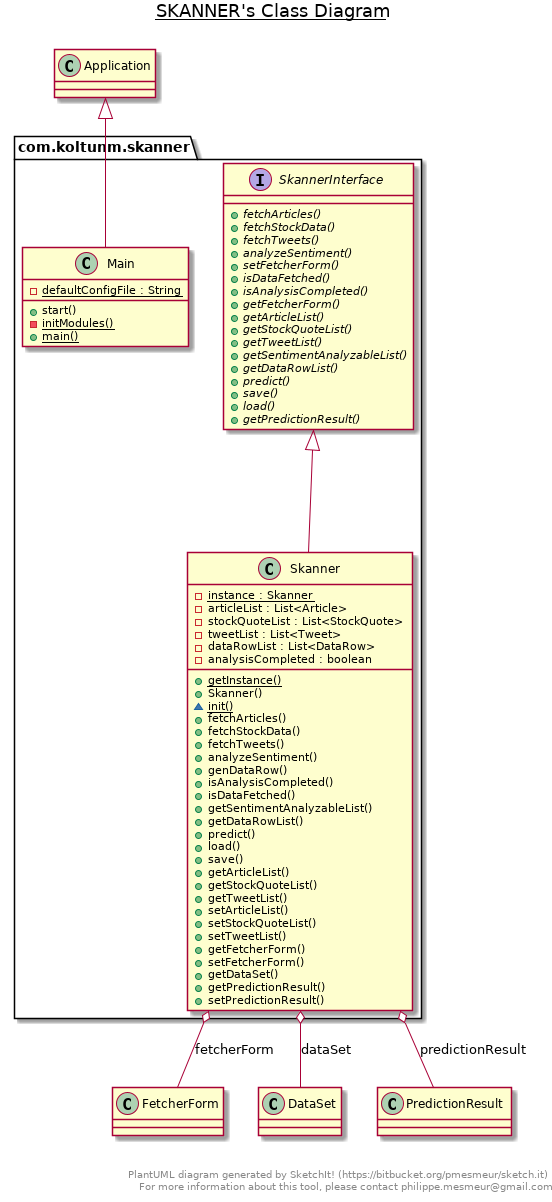 SKANNER's Class Diagram
C Application
com.koltunm.skanner
I SkannerInterface
fetchArticles()
fetchStockData()
fetchTweets()
analyzeSentiment()
setFetcherForm()
isDataFetched()
isAnalysisCompleted()
getFetcherForm()
getArticleList()
getStockQuoteList()
getTweetList()
getSentimentAnalyzableList()
getDataRowList()
predict()
save()
load()
getPredictionResult()
C Main
defaultConfigFile : String
start()
initModules()
main()
C Skanner
instance : Skanner
articleList : List<Article>
stockQuoteList : List<StockQuote>
tweetList : List<Tweet>
dataRowList : List<DataRow>
analysisCompleted : boolean
getInstance()
Skanner()
init()
fetchArticles()
fetchStockData()
fetchTweets()
analyzeSentiment()
genDataRow()
isAnalysisCompleted()
isDataFetched()
getSentimentAnalyzableList()
getDataRowList()
predict()
load()
save()
getArticleList()
getStockQuoteList()
getTweetList()
setArticleList()
setStockQuoteList()
setTweetList()
getFetcherForm()
setFetcherForm()
getDataSet()
getPredictionResult()
setPredictionResult()
fetcherForm
dataSet
predictionResult
C FetcherForm
C DataSet
C PredictionResult
PlantUML diagram generated by SketchIt! (https://bitbucket.org/pmesmeur/sketch.it)
For more information about this tool, please contact philippe.mesmeur@gmail.com